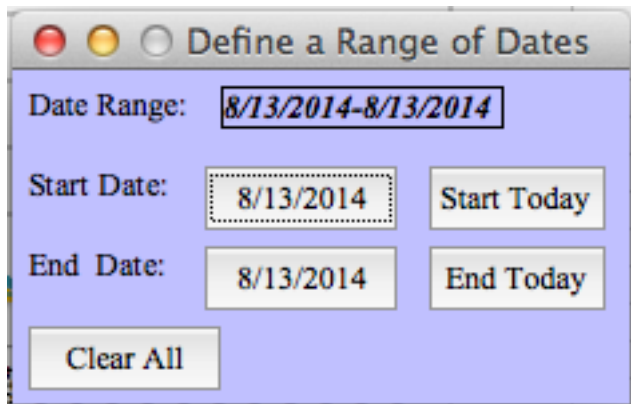 Define a Range of Dates
Date Range: 8/13/2014-8/13/2014
Start Date: 8/13/2014 Start Today
End Date: 8/13/2014 End Today
Clear All